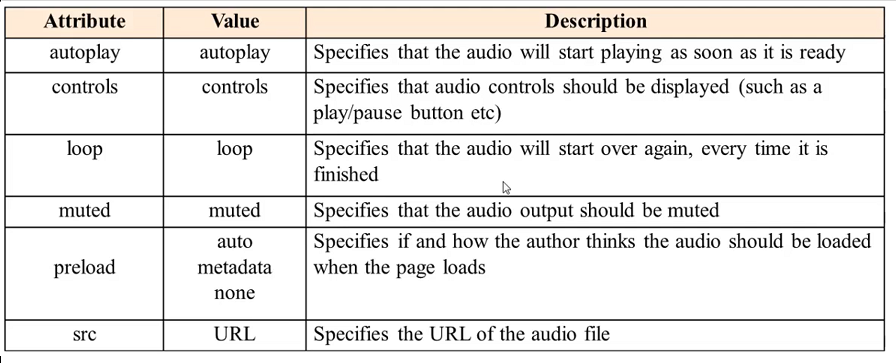 Attribute Value Description
autoplay autoplay Specifies that the audio will start playing as soon as it is ready
controls controls Specifies that audio controls should be displayed (such as a
play/pause button etc)
loop loop Specifies that the audio will start over again, every time it is
finished
muted muted Specifies that the audio output should be muted
preload auto
metadata
none
Specifies if and how the author thinks the audio should be loaded
when the page loads
src URL Specifies the URL of the audio file